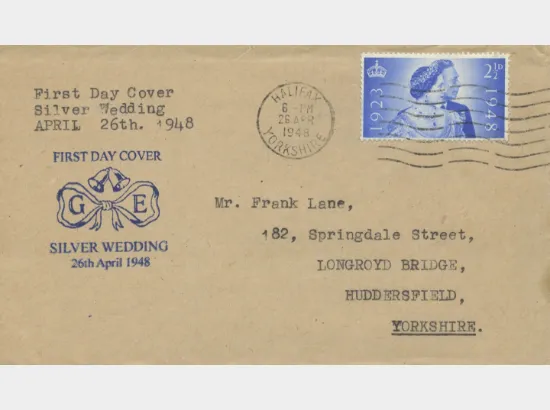 First Day Cover
Silver Wedding
APRIL 26th. 1948
FIRST DAY COVER
G E
SILVER WEDDING
26th April 1948
HALIFAX
6 - PM
26 APR
1948
YORKSHIRE
2½D
1923
1948
Mr. Frank Lane,
182, Springdale Street,
LONGROYD BRIDGE,
HUDDERSFIELD,
YORKSHIRE.